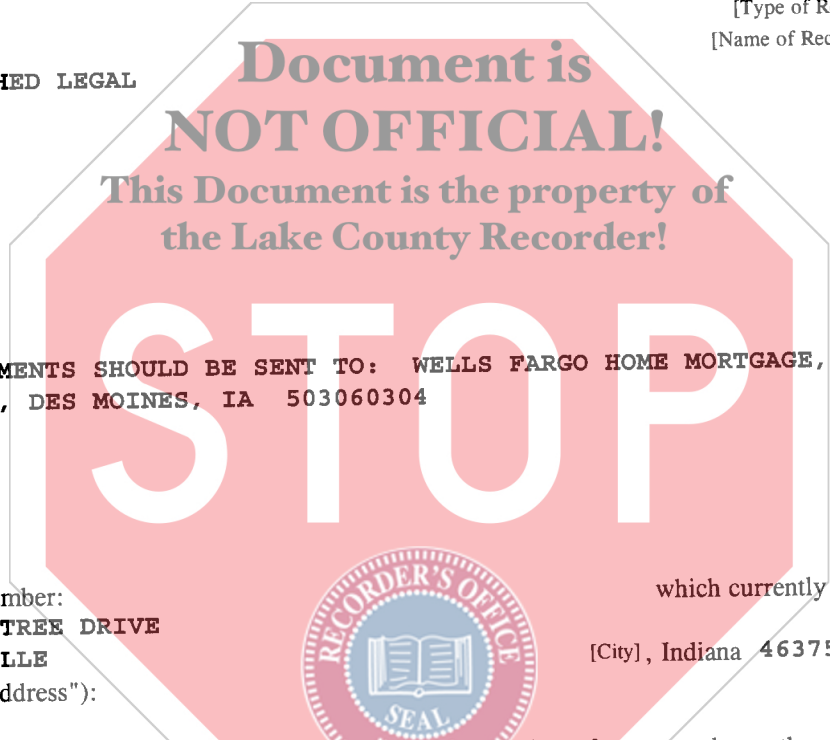 [Type of R
[Name of Rec
Document is
HED LEGAL
NOT OFFICIAL!
This Document is the property of
the Lake County Recorder!
STOP
MENTS SHOULD BE SENT TO: WELLS FARGO HOME MORTGAGE,
, DES MOINES, IA 503060304
RECORDER'S OFFICE
SEAL
mber:
which currently
TREE DRIVE
LLE
[City], Indiana 46375
ddress"):